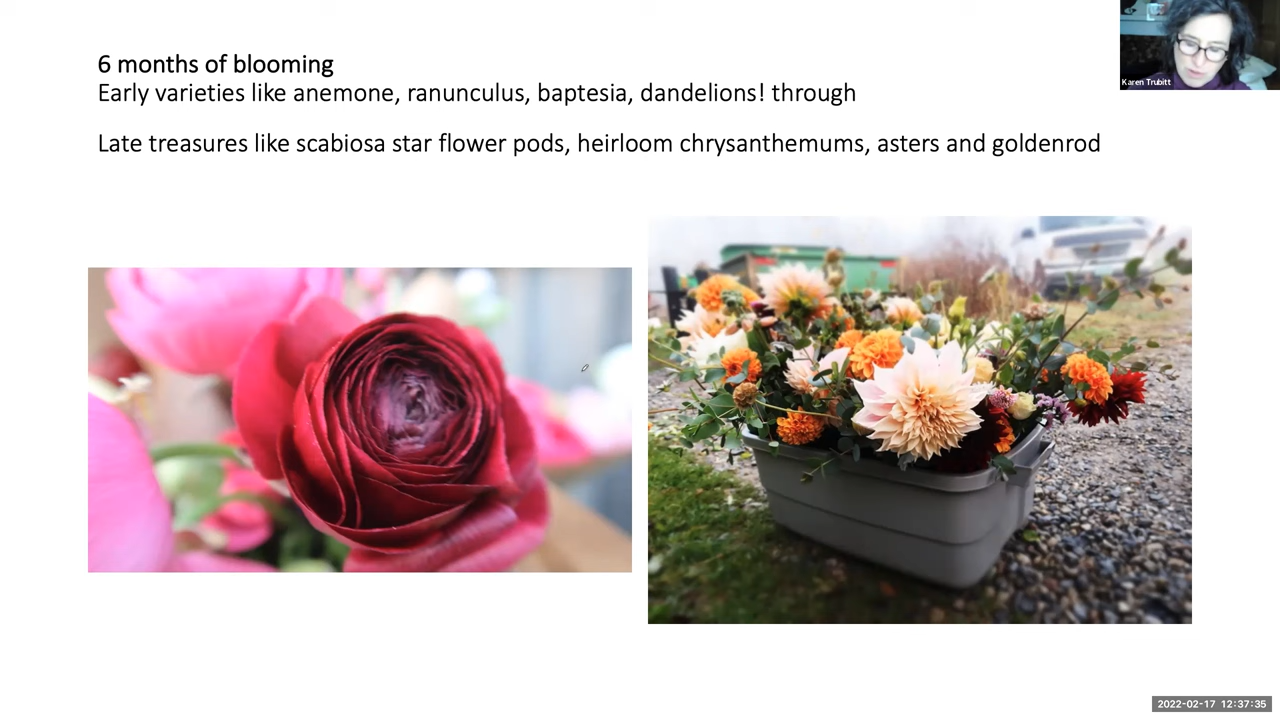 6 months of blooming
Early varieties like anemone, ranunculus, baptesia, dandelions! through
Late treasures like scabiosa star flower pods, heirloom chrysanthemums, asters and goldenrod
Karen Trubitt
2022-02-17 12:37:35